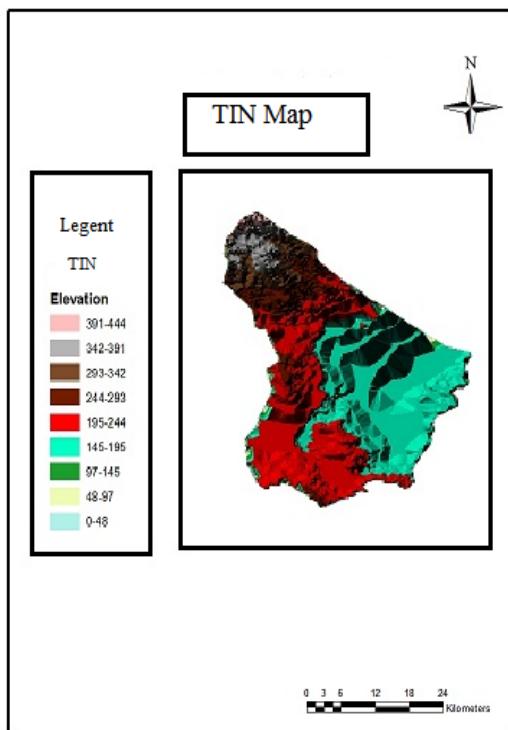 N
TIN Map
Legent
TIN
Elevation
391-444
342-391
293-342
244-293
195-244
145-195
97-145
48-97
0-48
0 3 6 12 18 24
Kilometers